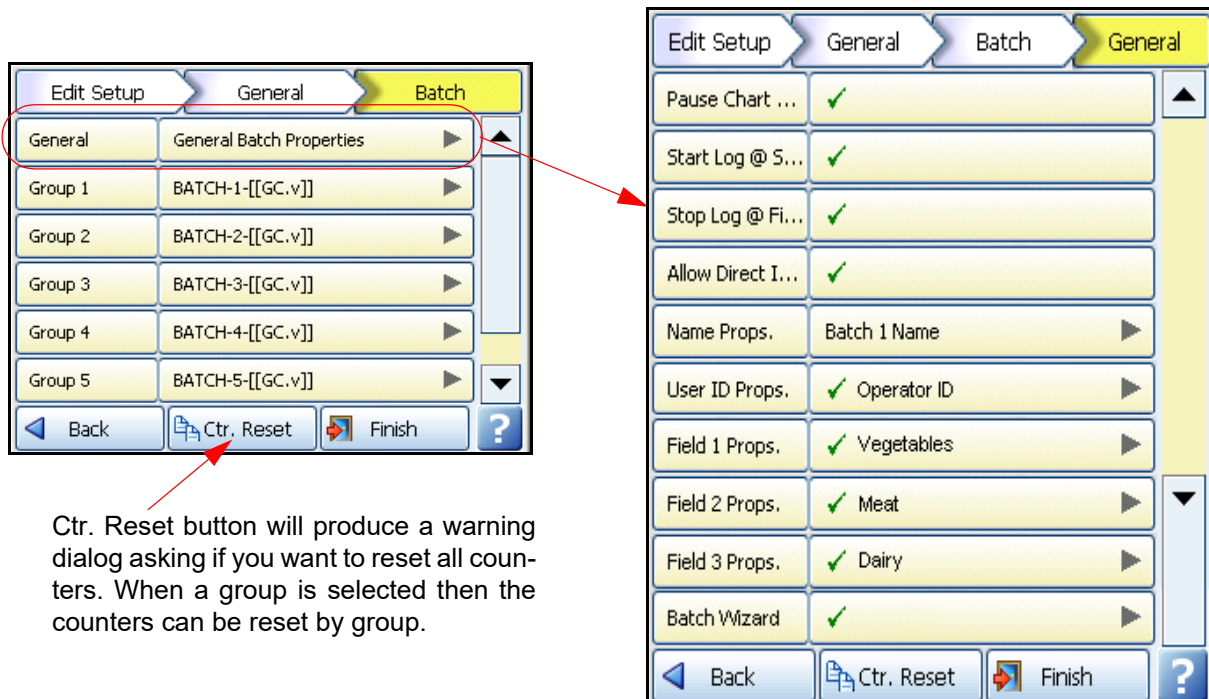 Edit Setup General Batch
General General Batch Properties
Group 1 BATCH-1-[[GC.v]]
Group 2 BATCH-2-[[GC.v]]
Group 3 BATCH-3-[[GC.v]]
Group 4 BATCH-4-[[GC.v]]
Group 5 BATCH-5-[[GC.v]]
Back Ctr. Reset Finish ?
Ctr. Reset button will produce a warning
dialog asking if you want to reset all coun-
ters. When a group is selected then the
counters can be reset by group.
Edit Setup General Batch General
Pause Chart ... ✓
Start Log @ S... ✓
Stop Log @ Fi... ✓
Allow Direct I... ✓
Name Props. Batch 1 Name
User ID Props. ✓ Operator ID
Field 1 Props. ✓ Vegetables
Field 2 Props. ✓ Meat
Field 3 Props. ✓ Dairy
Batch Wizard ✓
Back Ctr. Reset Finish ?